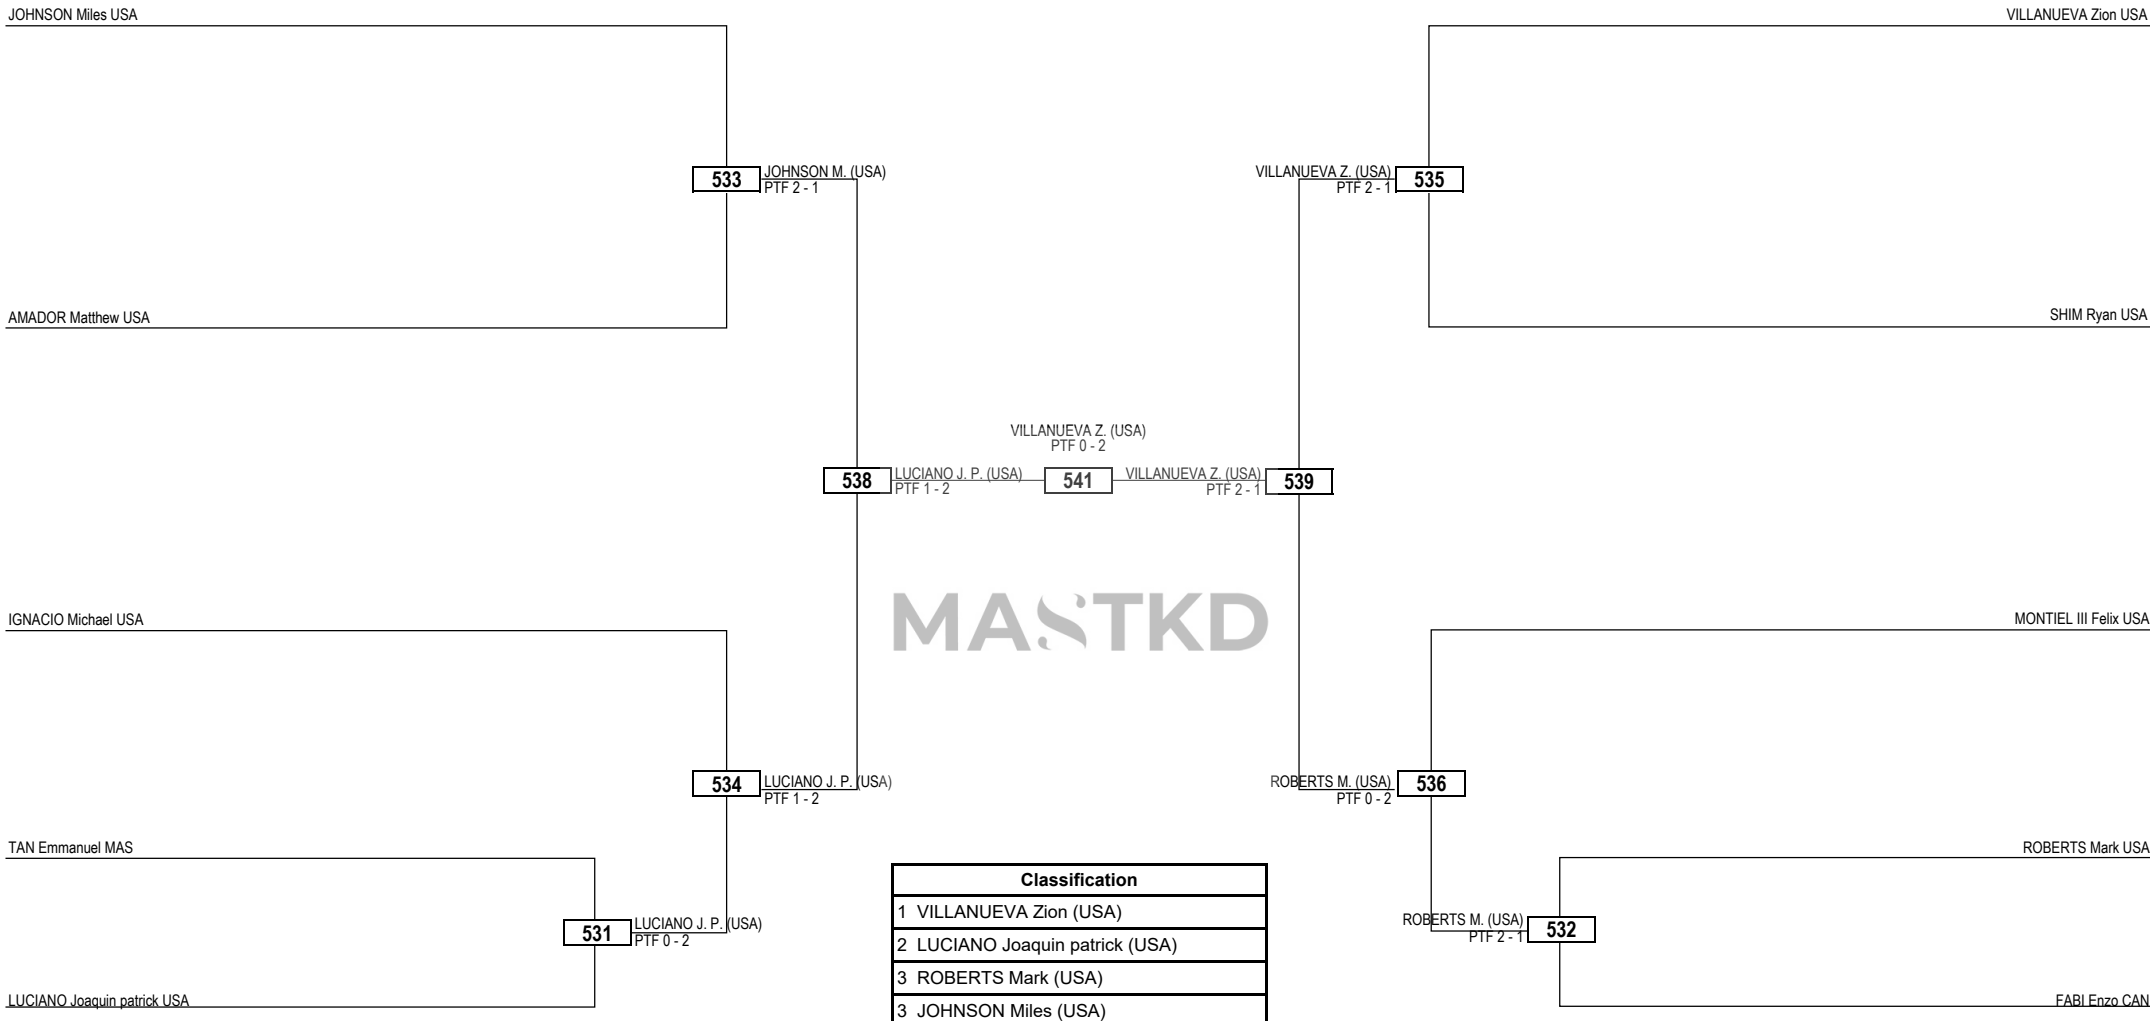 JOHNSON Miles USA
VILLANUEVA Zion USA
533
JOHNSON M. (USA)
PTF 2 - 1
VILLANUEVA Z. (USA)
PTF 2 - 1
535
AMADOR Matthew USA
SHIM Ryan USA
VILLANUEVA Z. (USA)
PTF 0 - 2
538
LUCIANO J. P. (USA)
PTF 1 - 2
541
VILLANUEVA Z. (USA)
PTF 2 - 1
539
MASTKD
IGNACIO Michael USA
MONTIEL III Felix USA
534
LUCIANO J. P. (USA)
PTF 1 - 2
ROBERTS M. (USA)
PTF 0 - 2
536
TAN Emmanuel MAS
ROBERTS Mark USA
531
LUCIANO J. P. (USA)
PTF 0 - 2
ROBERTS M. (USA)
PTF 2 - 1
532
LUCIANO Joaquin patrick USA
FABI Enzo CAN
Classification
1 VILLANUEVA Zion (USA)
2 LUCIANO Joaquin patrick (USA)
3 ROBERTS Mark (USA)
3 JOHNSON Miles (USA)